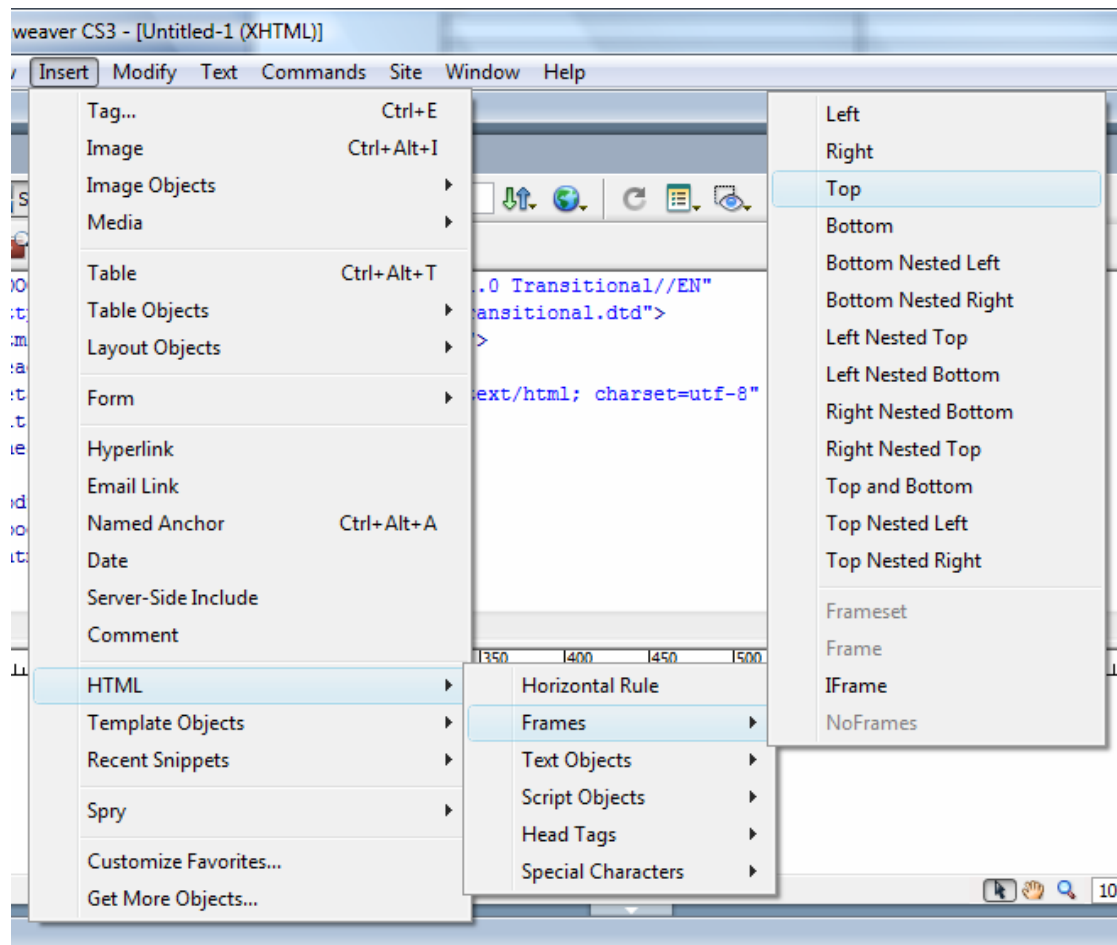 weaver CS3 - [Untitled-1 (XHTML)]
Insert Modify Text Commands Site Window Help
Tag... Ctrl+E
Image Ctrl+Alt+I
Image Objects
Media
Table Ctrl+Alt+T
Table Objects
Layout Objects
Form
Hyperlink
Email Link
Named Anchor Ctrl+Alt+A
Date
Server-Side Include
Comment
HTML
Template Objects
Recent Snippets
Spry
Customize Favorites...
Get More Objects...
.0 Transitional//EN"
ansitional.dtd">
">
ext/html; charset=utf-8"
350 400 450 500
Horizontal Rule
Frames
Text Objects
Script Objects
Head Tags
Special Characters
Left
Right
Top
Bottom
Bottom Nested Left
Bottom Nested Right
Left Nested Top
Left Nested Bottom
Right Nested Bottom
Right Nested Top
Top and Bottom
Top Nested Left
Top Nested Right
Frameset
Frame
IFrame
NoFrames
10